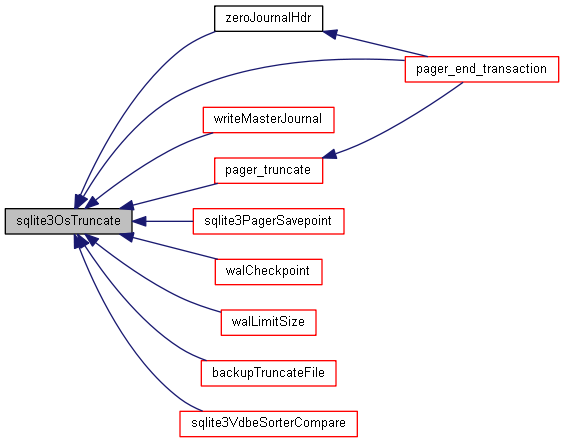 zeroJournalHdr
pager_end_transaction
writeMasterJournal
pager_truncate
sqlite3OsTruncate
sqlite3PagerSavepoint
walCheckpoint
walLimitSize
backupTruncateFile
sqlite3VdbeSorterCompare